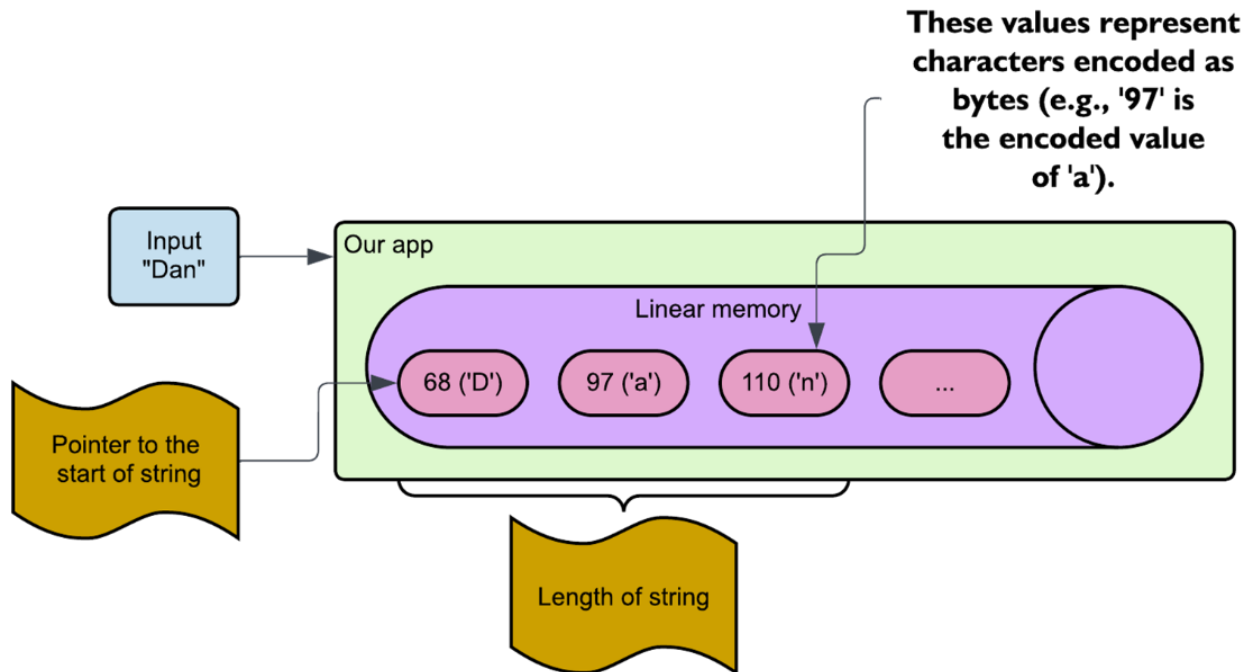 These values represent
characters encoded as
bytes (e.g., '97' is
the encoded value
of 'a').
Input
"Dan"
Our app
Linear memory
68 ('D')
97 ('a')
110 ('n')
...
Pointer to the
start of string
Length of string